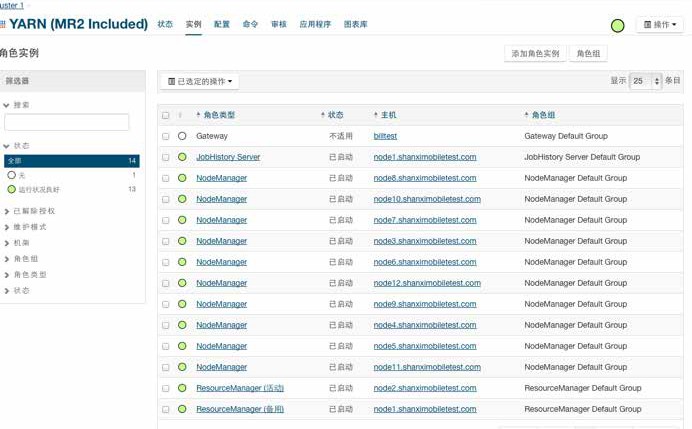 uster 1
YARN (MR2 Included) 状态 实例 配置 命令 审核 应用程序 图表库 操作
角色实例 添加角色实例 角色组
筛选器 已选定的操作 显示 25 条目
搜索
角色类型 状态 主机 角色组
Gateway 不适用 billtest Gateway Default Group
状态
全部 14
JobHistory Server 已启动 node1.shanximobiletest.com JobHistory Server Default Group
无 1
NodeManager 已启动 node8.shanximobiletest.com NodeManager Default Group
运行状况良好 13
NodeManager 已启动 node10.shanximobiletest.com NodeManager Default Group
已解除授权
NodeManager 已启动 node7.shanximobiletest.com NodeManager Default Group
维护模式
机架
NodeManager 已启动 node3.shanximobiletest.com NodeManager Default Group
角色组
NodeManager 已启动 node6.shanximobiletest.com NodeManager Default Group
角色类型
NodeManager 已启动 node12.shanximobiletest.com NodeManager Default Group
状态
NodeManager 已启动 node9.shanximobiletest.com NodeManager Default Group
NodeManager 已启动 node4.shanximobiletest.com NodeManager Default Group
NodeManager 已启动 node5.shanximobiletest.com NodeManager Default Group
NodeManager 已启动 node11.shanximobiletest.com NodeManager Default Group
ResourceManager (活动) 已启动 node2.shanximobiletest.com ResourceManager Default Group
ResourceManager (备用) 已启动 node1.shanximobiletest.com ResourceManager Default Group